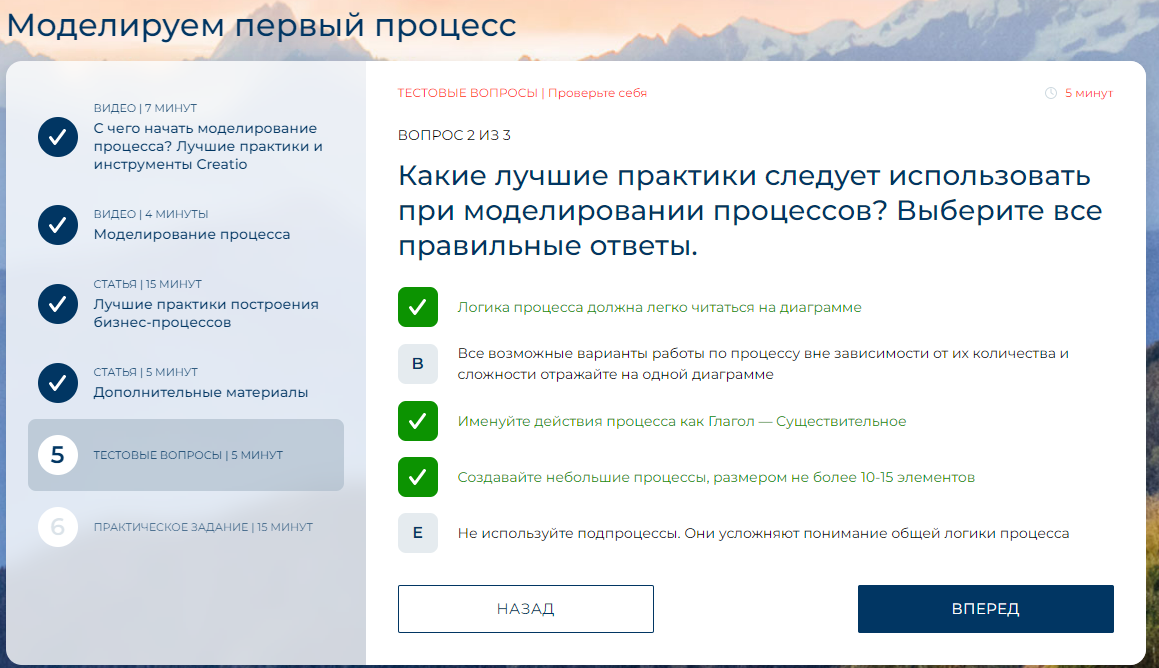 Моделируем первый процесс
ВИДЕО | 7 МИНУТ
С чего начать моделирование
процесса? Лучшие практики и
инструменты Creatio
ВИДЕО | 4 МИНУТЫ
Моделирование процесса
СТАТЬЯ | 15 МИНУТ
Лучшие практики построения
бизнес-процессов
СТАТЬЯ | 5 МИНУТ
Дополнительные материалы
5
ТЕСТОВЫЕ ВОПРОСЫ | 5 МИНУТ
6
ПРАКТИЧЕСКОЕ ЗАДАНИЕ | 15 МИНУТ
ТЕСТОВЫЕ ВОПРОСЫ | Проверьте себя
5 минут
ВОПРОС 2 ИЗ 3
Какие лучшие практики следует использовать
при моделировании процессов? Выберите все
правильные ответы.
Логика процесса должна легко читаться на диаграмме
B
Все возможные варианты работы по процессу вне зависимости от их количества и
сложности отражайте на одной диаграмме
Именуйте действия процесса как Глагол — Существительное
Создавайте небольшие процессы, размером не более 10-15 элементов
E
Не используйте подпроцессы. Они усложняют понимание общей логики процесса
НАЗАД
ВПЕРЕД